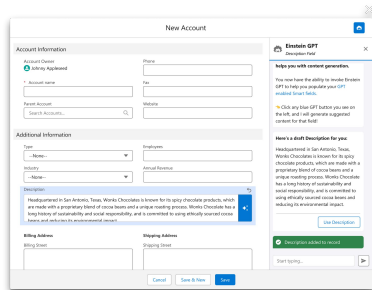 New Account
Account Information
Account Owner
Johnny Appleseed
Phone
* Account name
Fax
Parent Account
Search Accounts...
Website
Additional Information
Type
--None--
Employees
Industry
--None--
Annual Revenue
Description
Headquartered in San Antonio, Texas, Wonks Chocolates is known for its spicy chocolate products, which
are made with a proprietary blend of cocoa beans and a unique roasting process. Wonks Chocolate has a
long history of sustainability and social responsibility, and is committed to using ethically sourced cocoa
beans and reducing its environmental impact.
Billing Address
Shipping Address
Billing Street
Shipping Street
Cancel
Save & New
Save
Einstein GPT
Description Field
helps you with content generation.
You now have the ability to invoke Einstein
GPT to help you populate your GPT
enabled Smart fields.
Click any blue GPT button you see on
the left, and I will generate suggested
content for that field!
Here's a draft Description for you:
Headquartered in San Antonio, Texas,
Wonks Chocolates is known for its spicy
chocolate products, which are made with a
proprietary blend of cocoa beans and a
unique roasting process. Wonks Chocolate
has a long history of sustainability and
social responsibility, and is committed to
using ethically sourced cocoa beans and
reducing its environmental impact.
Use Description
Description added to record
Start typing...